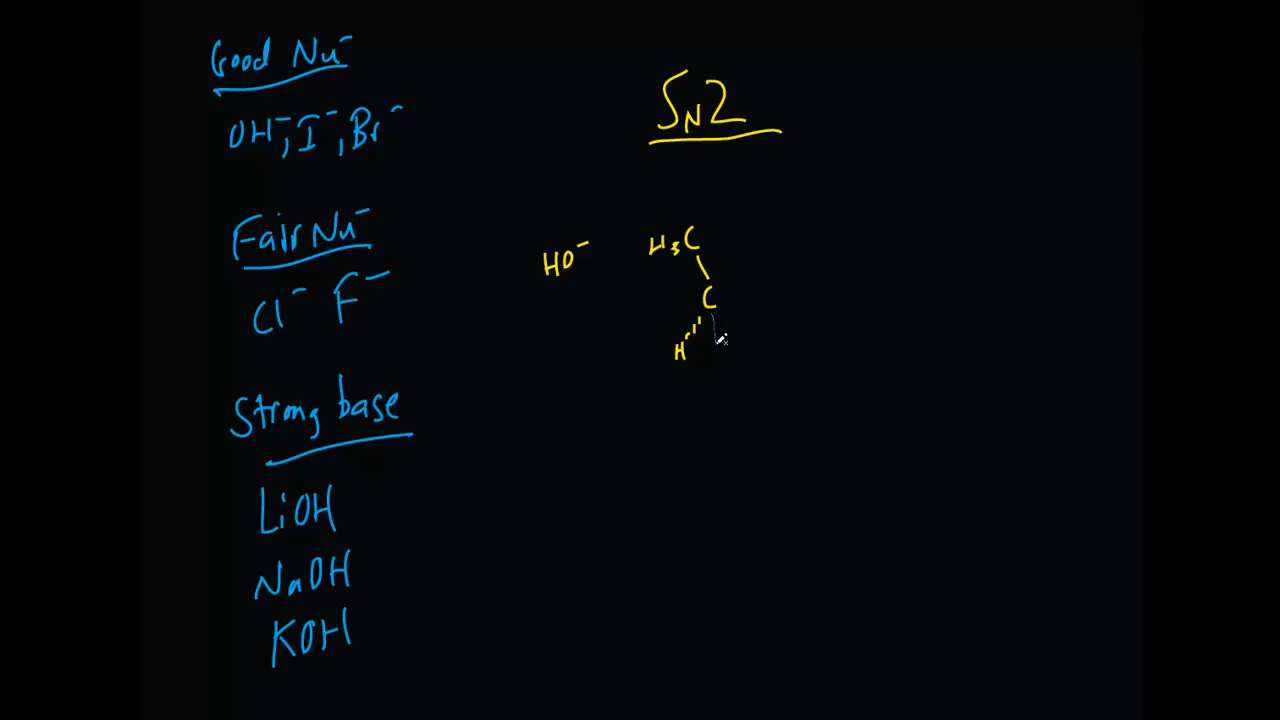 Good Nu⁻
OH⁻, I⁻, Br⁻
Fair Nu⁻
Cl⁻ F⁻
Strong base
LiOH
NaOH
KOH
SN2
HO⁻
H₃C
C
H